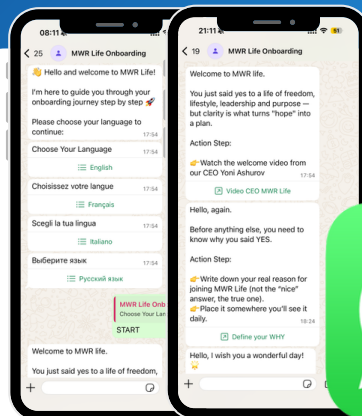 08:11
25
MWR Life Onboarding
👋 Hello and welcome to MWR Life!
I'm here to guide you through your
onboarding journey step by step 🚀
Please choose your language to
continue:
17:54
Choose Your Language
17:54
English
Choisissez votre langue
17:54
Français
Scegli la tua lingua
17:54
Italiano
Выберите язык
17:54
Русский язык
MWR Life Onb
Choose Your Lan
START
Welcome to MWR life.
You just said yes to a life of freedom,
21:11
51
19
MWR Life Onboarding
Welcome to MWR life.
You just said yes to a life of freedom,
lifestyle, leadership and purpose —
but clarity is what turns "hope" into
a plan.
Action Step:
👉Watch the welcome video from
our CEO Yoni Ashurov
17:54
Video CEO MWR Life
Hello, again.
Before anything else, you need to
know why you said YES.
Action Step:
👉Write down your real reason for
joining MWR Life (not the "nice"
answer, the true one).
👉Place it somewhere you'll see it
daily.
18:24
Define your WHY
Hello, I wish you a wonderful day!